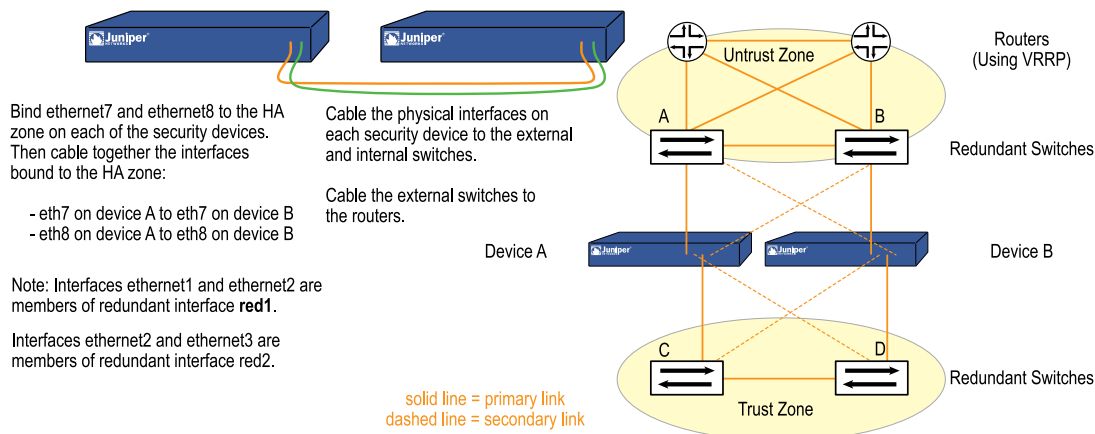 Juniper
NETWORKS
Juniper
NETWORKS
Bind ethernet7 and ethernet8 to the HA
zone on each of the security devices.
Then cable together the interfaces
bound to the HA zone:
- eth7 on device A to eth7 on device B
- eth8 on device A to eth8 on device B
Note: Interfaces ethernet1 and ethernet2 are
members of redundant interface red1.
Interfaces ethernet2 and ethernet3 are
members of redundant interface red2.
Cable the physical interfaces on
each security device to the external
and internal switches.
Cable the external switches to
the routers.
Untrust Zone
Routers
(Using VRRP)
A
B
Redundant Switches
Device A
Juniper
Juniper
Device B
C
D
Redundant Switches
Trust Zone
solid line = primary link
dashed line = secondary link